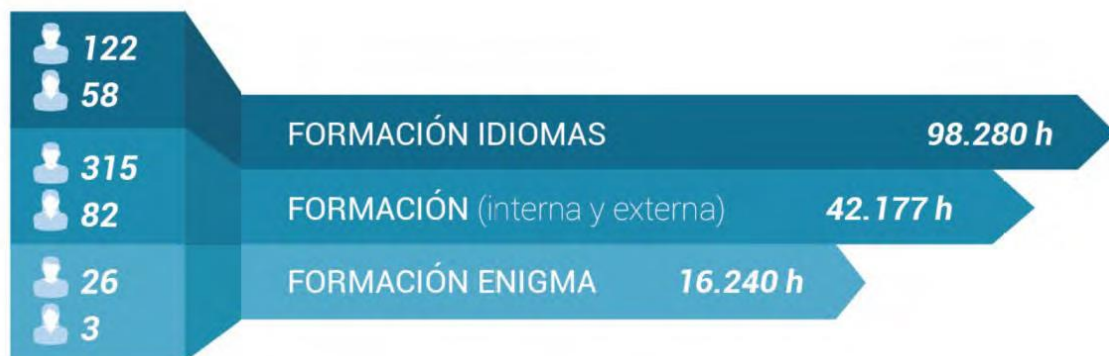 122
58
FORMACIÓN IDIOMAS 98.280 h
315
82
FORMACIÓN (interna y externa) 42.177 h
26
3
FORMACIÓN ENIGMA 16.240 h